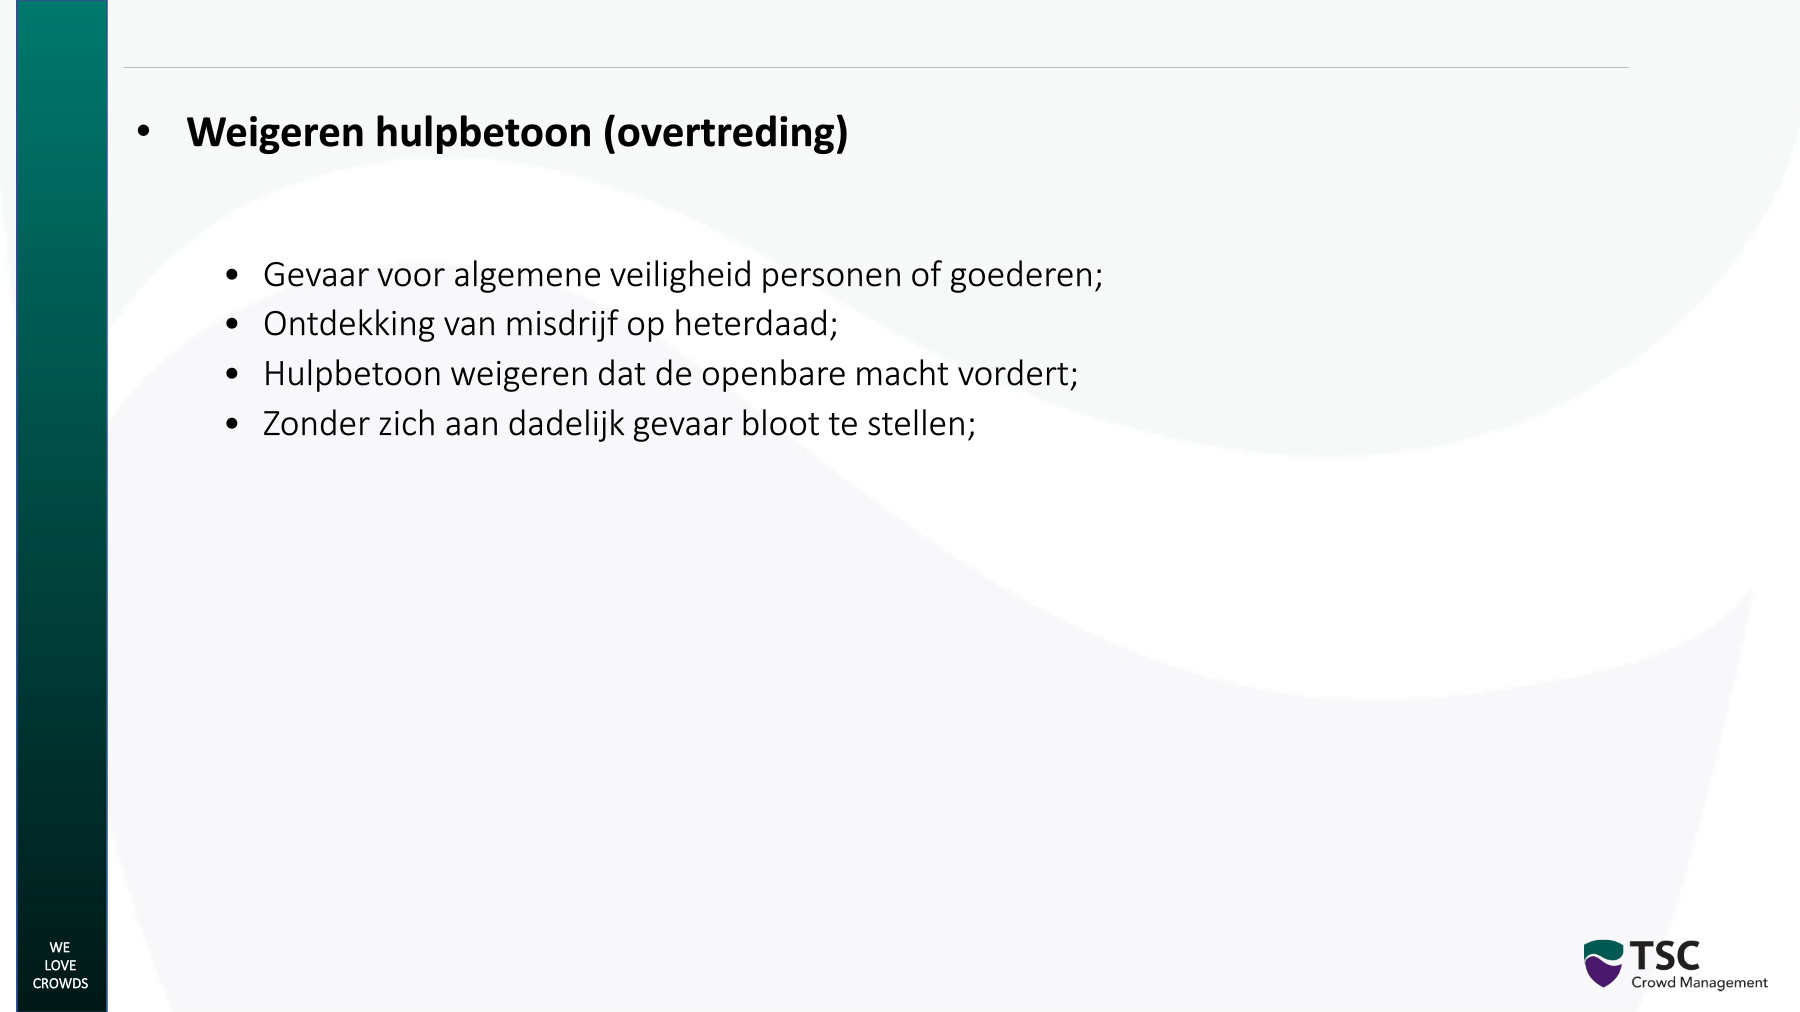 • Weigeren hulpbetoon (overtreding)
• Gevaar voor algemene veiligheid personen of goederen;
• Ontdekking van misdrijf op heterdaad;
• Hulpbetoon weigeren dat de openbare macht vordert;
• Zonder zich aan dadelijk gevaar bloot te stellen;
WE
LOVE
CROWDS
TSC
Crowd Management